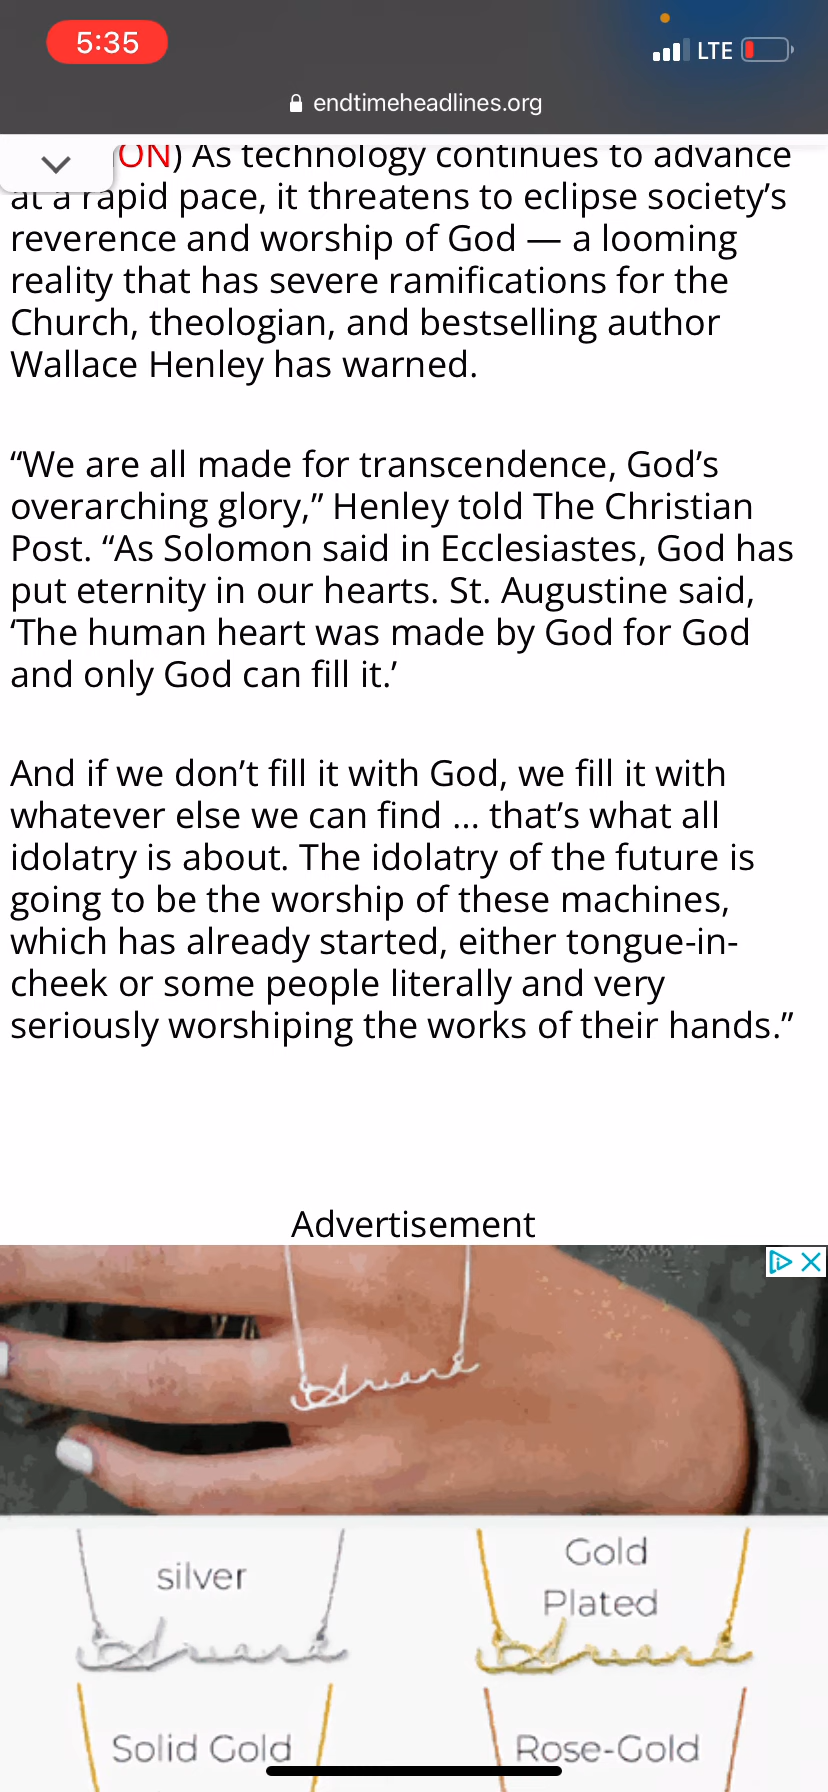 5:35
LTE
endtimeheadlines.org
ON) As technology continues to advance
at a rapid pace, it threatens to eclipse society’s
reverence and worship of God — a looming
reality that has severe ramifications for the
Church, theologian, and bestselling author
Wallace Henley has warned.
“We are all made for transcendence, God’s
overarching glory,” Henley told The Christian
Post. “As Solomon said in Ecclesiastes, God has
put eternity in our hearts. St. Augustine said,
‘The human heart was made by God for God
and only God can fill it.’
And if we don’t fill it with God, we fill it with
whatever else we can find ... that’s what all
idolatry is about. The idolatry of the future is
going to be the worship of these machines,
which has already started, either tongue-in-
cheek or some people literally and very
seriously worshiping the works of their hands.”
Advertisement
silver
Gold
Plated
Solid Gold
Rose-Gold